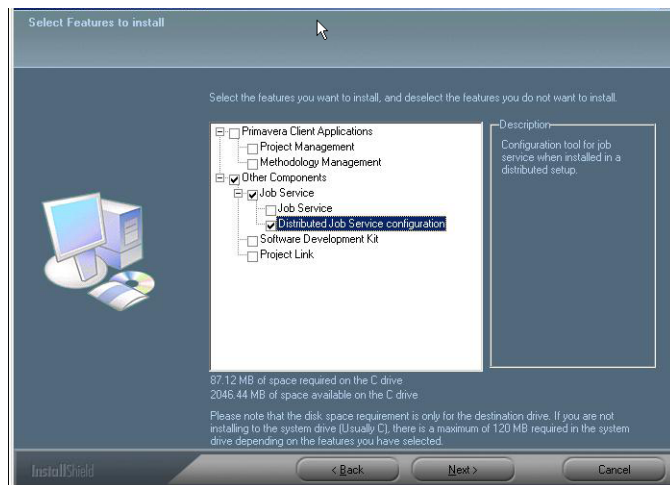 Select Features to install
Select the features you want to install, and deselect the features you do not want to install.
Primavera Client Applications
Project Management
Methodology Management
Other Components
Job Service
Job Service
Distributed Job Service configuration
Software Development Kit
Project Link
Description
Configuration tool for job
service when installed in a
distributed setup.
87.12 MB of space required on the C drive
2046.44 MB of space available on the C drive
Please note that the disk space requirement is only for the destination drive. If you are not
installing to the system drive (Usually C), there is a maximum of 120 MB required in the system
drive depending on the features you have selected.
InstallShield
< Back
Next >
Cancel